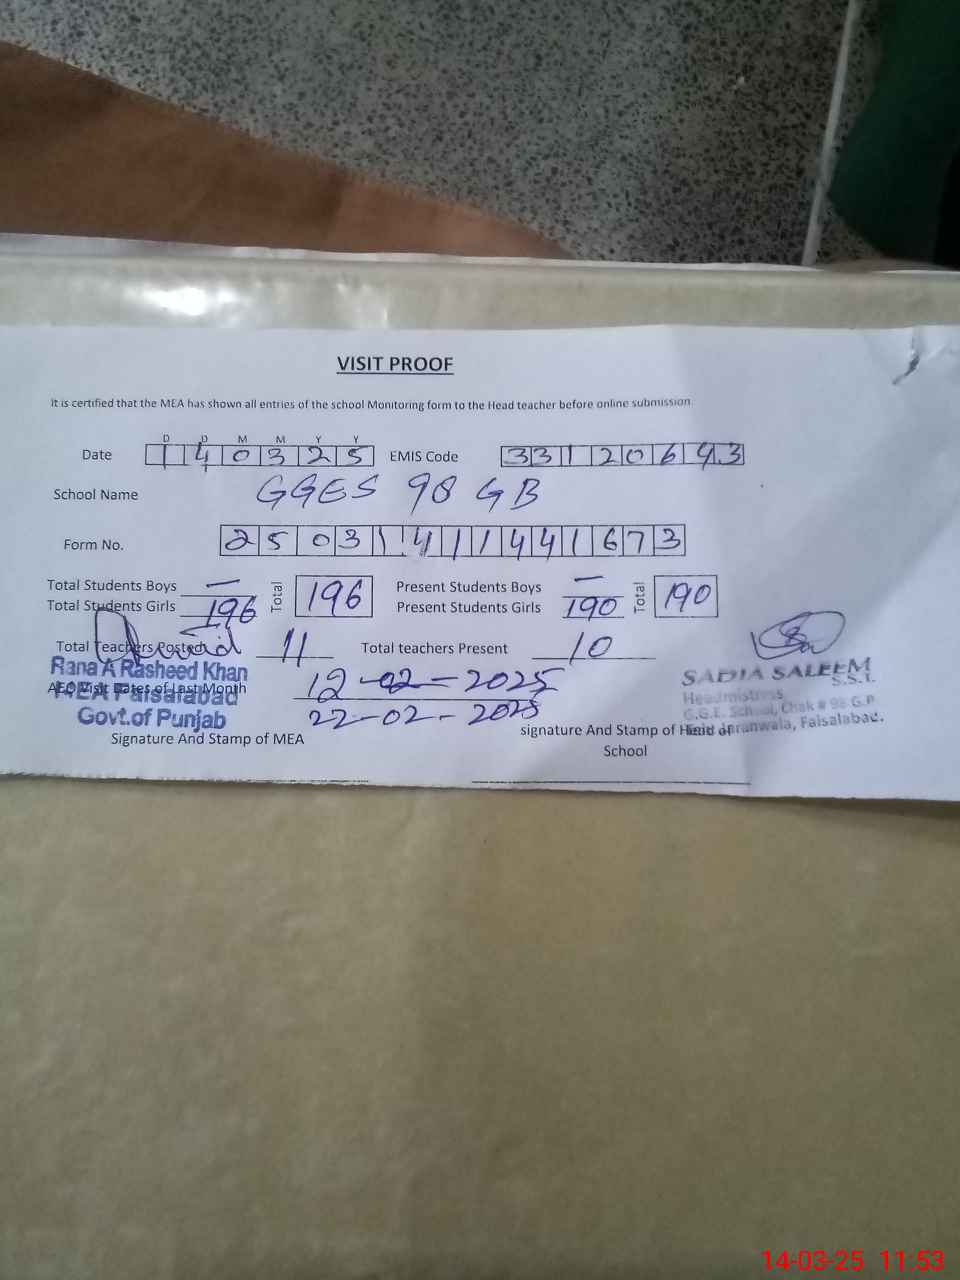 VISIT PROOF
It is certified that the MEA has shown all entries of the school Monitoring form to the Head teacher before online submission.
D D M M Y Y
Date 1 4 0 3 2 5 EMIS Code 3 3 1 2 0 6 4 3
School Name GGES 98 GB
Form No. 2 5 0 3 1 4 1 1 4 4 1 6 7 3
Total Students Boys — Total 196 Present Students Boys — Total 190
Total Students Girls 196 Present Students Girls 190
Total Teachers Posted 11 Total teachers Present 10
Rana A Rasheed Khan
MEA Faisalabad
Govt.of Punjab
AEO Visit Dates of Last Month 12-02-2025
22-02-2025
SADIA SALEEM
S.S.T.
Headmistress
G.G.E. School, Chak # 98 G.B
Jaranwala, Faisalabad.
Signature And Stamp of MEA
signature And Stamp of Head of
School
14-03-25 11:53